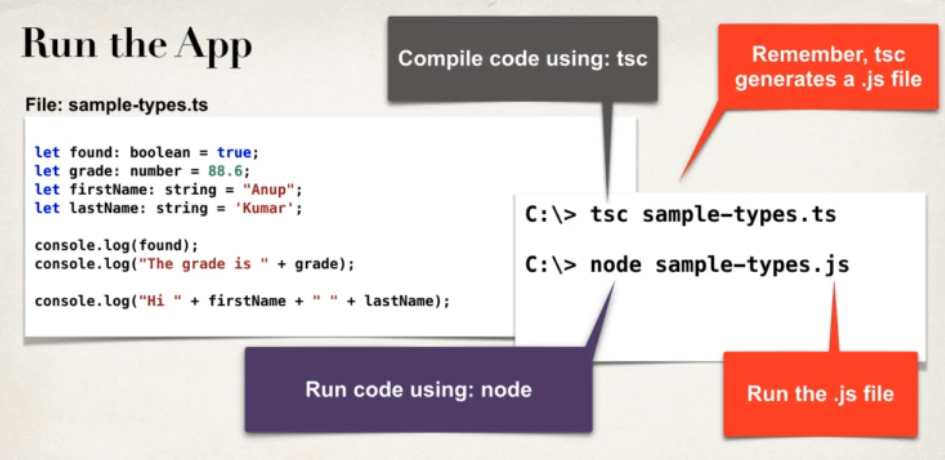 Run the App
Compile code using: tsc
Remember, tsc
generates a .js file
File: sample-types.ts
let found: boolean = true;
let grade: number = 88.6;
let firstName: string = "Anup";
let lastName: string = 'Kumar';
console.log(found);
console.log("The grade is " + grade);
console.log("Hi " + firstName + " " + lastName);
C:\> tsc sample-types.ts
C:\> node sample-types.js
Run code using: node
Run the .js file